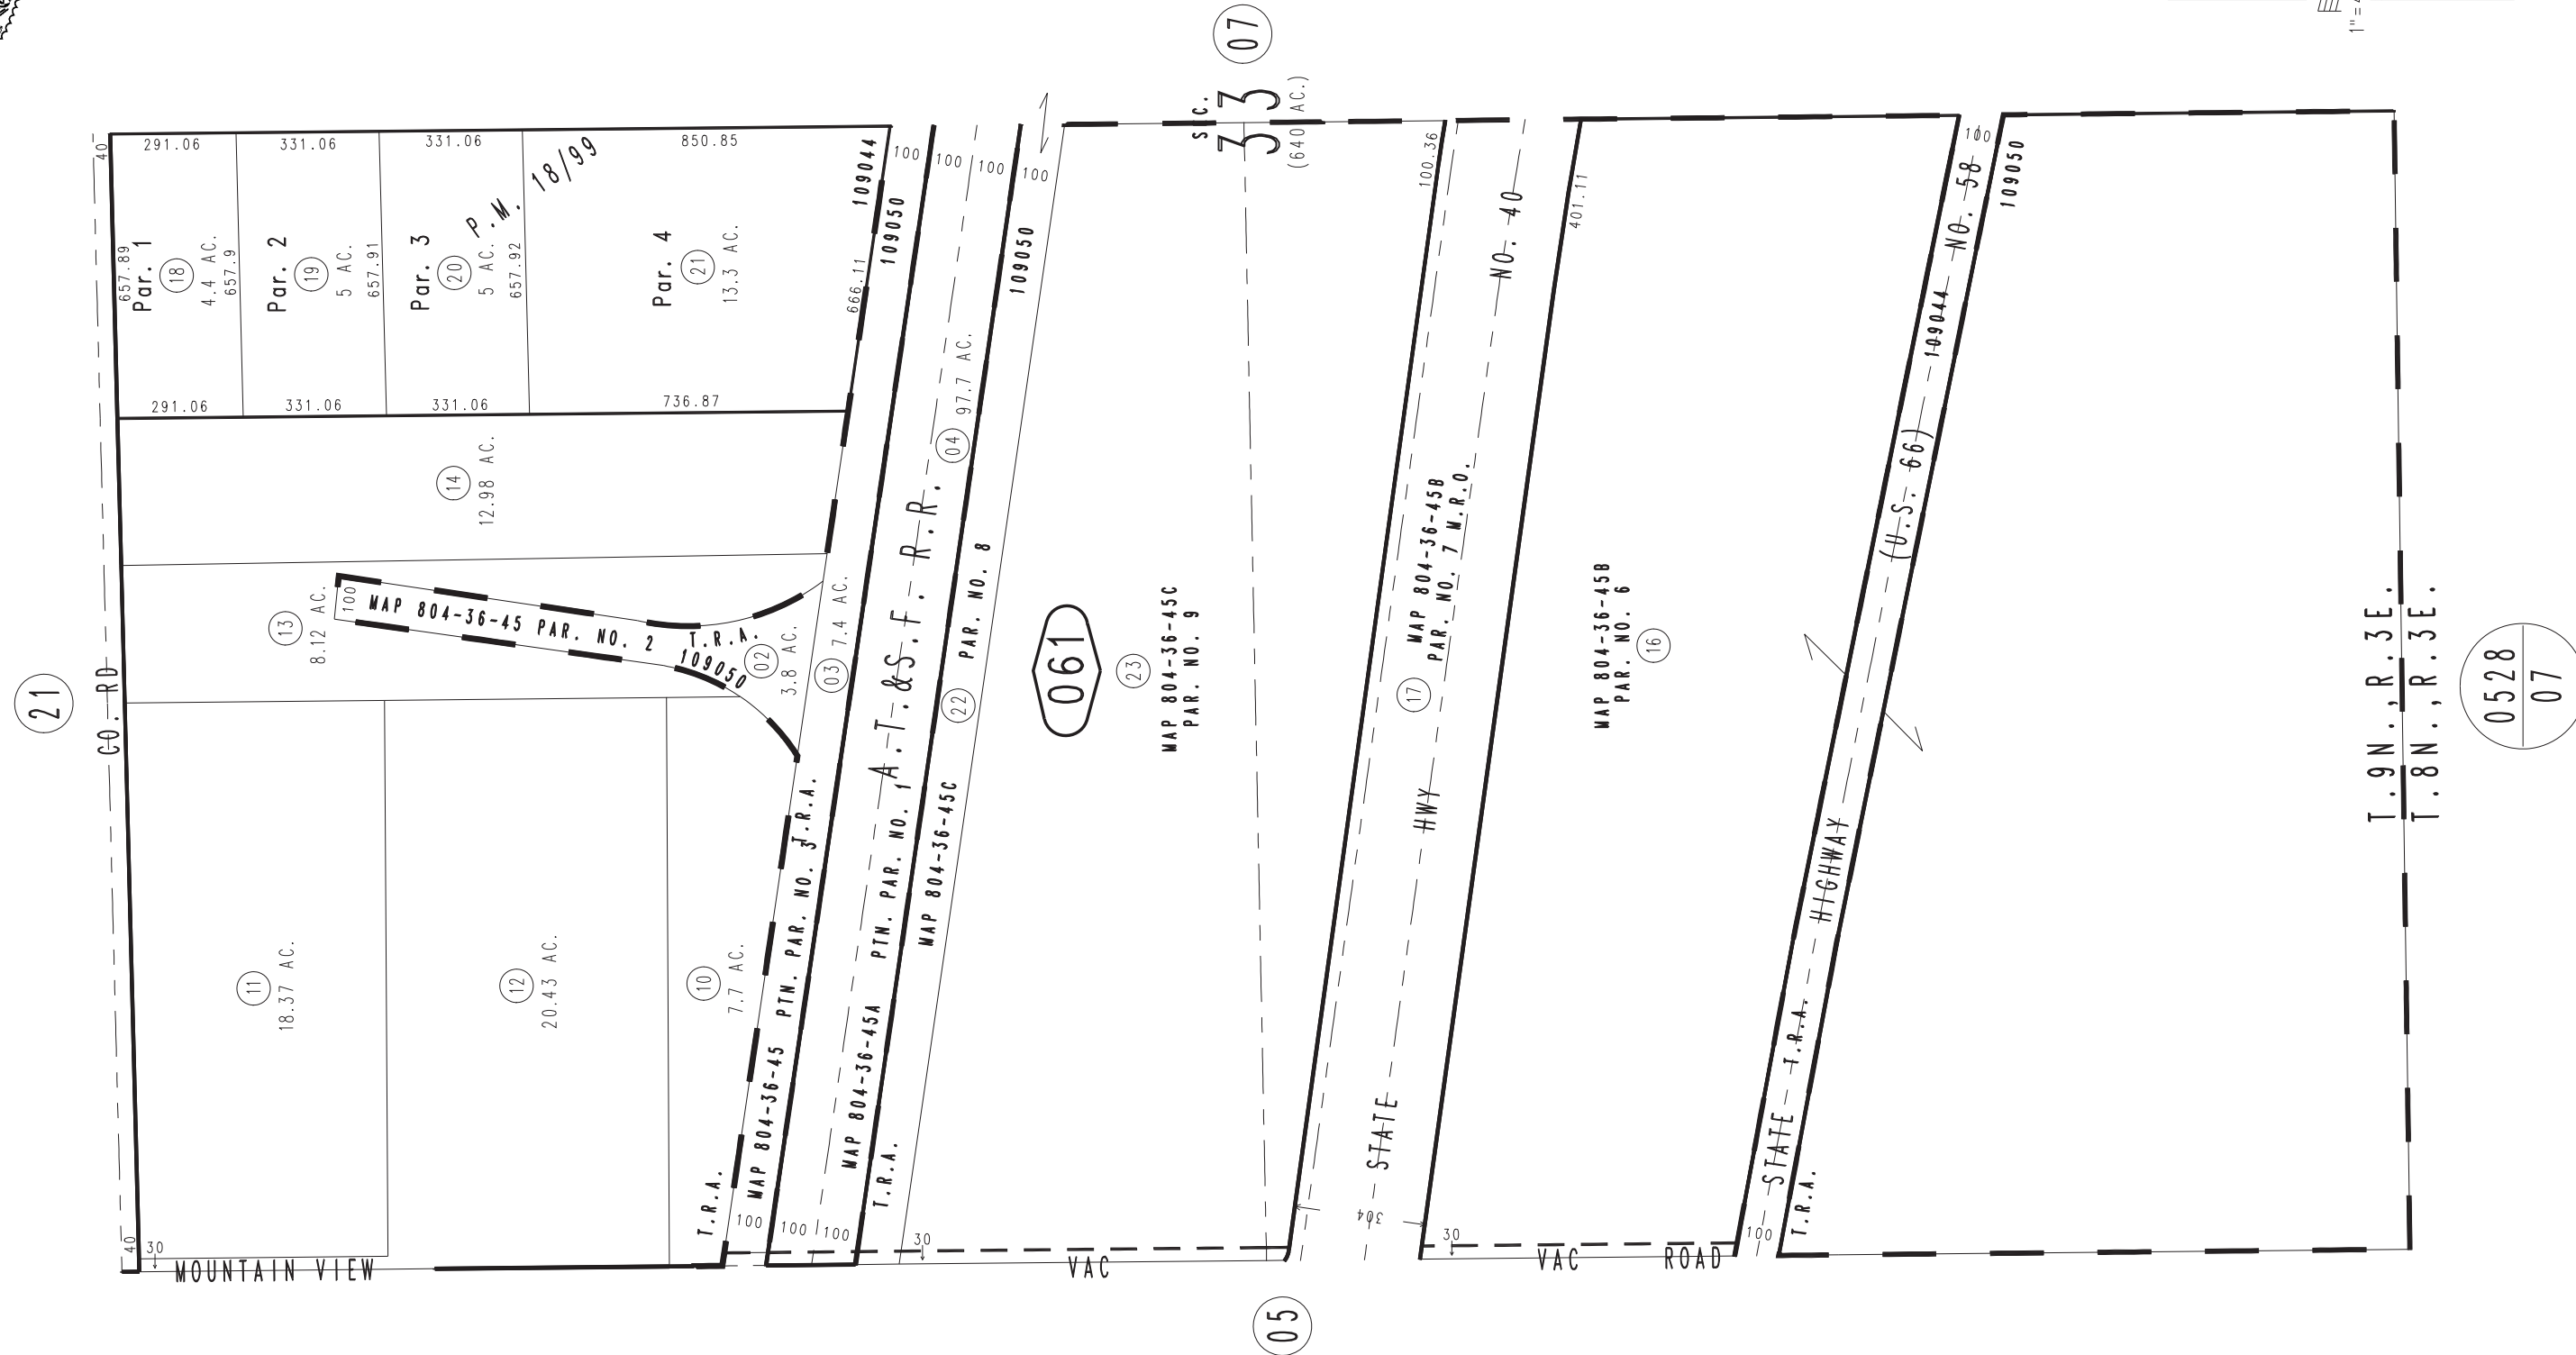 21
CO. RD
40
291.06
331.06
331.06
850.85
P.M. 18/99
657.89
Par. 1
18
4.4 AC.
657.9
Par. 2
19
5 AC.
657.91
Par. 3
20
5 AC.
657.92
Par. 4
21
13.3 AC.
666.11
109044
109050
291.06
331.06
331.06
736.87
14
12.98 AC.
13
8.12 AC.
100
MAP 804-36-45 PAR. NO. 2
T.R.A.
109050
02
3.8 AC.
03
7.4 AC.
11
18.37 AC.
12
20.43 AC.
10
7.7 AC.
40
30
MOUNTAIN VIEW
T.R.A.
MAP 804-36-45 PTN. PAR. NO. 3
T.R.A.
100
100
100
100
100
100
100
A.T.&S.F. R.R.
04
97.7 AC.
MAP 804-36-45A PTN. PAR. NO. 1
T.R.A.
109050
MAP 804-36-45C
22
PAR. NO. 8
30
061
23
MAP 804-36-45C
PAR. NO. 9
VAC
05
07
SEC.
33
(640 AC.)
100.36
17
MAP 804-36-45B
PAR. NO. 7 M.R.O.
STATE HWY NO. 40
304
401.11
MAP 804-36-45B
PAR. NO. 6
16
30
VAC
ROAD
100
100
STATE HIGHWAY (U.S. 66) NO. 58
T.R.A.
109044
T.R.A.
109050
T.9N.,R.3E.
T.8N.,R.3E.
0528
07